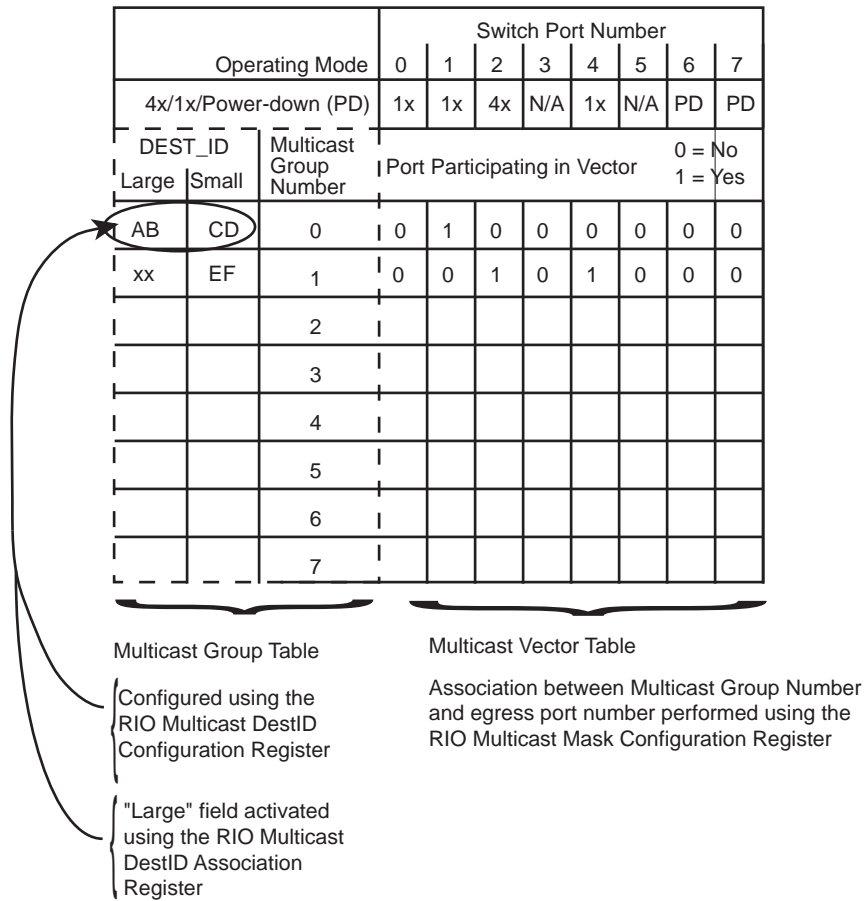 Switch Port Number
Operating Mode 0 1 2 3 4 5 6 7
4x/1x/Power-down (PD) 1x 1x 4x N/A 1x N/A PD PD
DEST_ID
Large Small
Multicast
Group
Number
Port Participating in Vector
0 = No
1 = Yes
AB CD 0 0 1 0 0 0 0 0 0
xx EF 1 0 0 1 0 1 0 0 0
2
3
4
5
6
7
Multicast Group Table
Configured using the
RIO Multicast DestID
Configuration Register
"Large" field activated
using the RIO Multicast
DestID Association
Register
Multicast Vector Table
Association between Multicast Group Number
and egress port number performed using the
RIO Multicast Mask Configuration Register